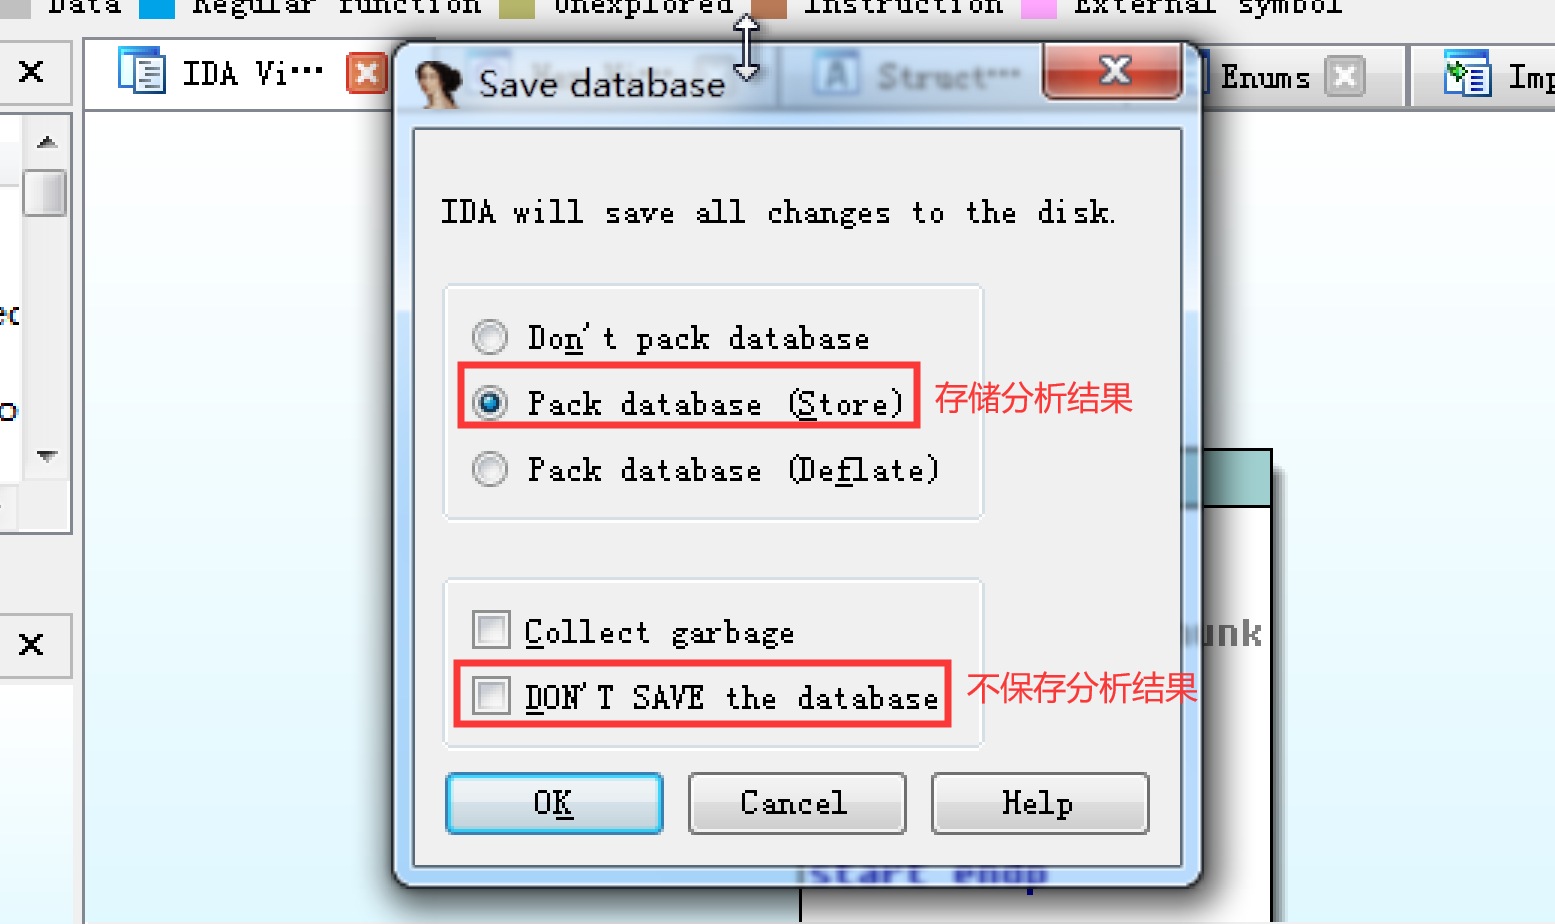 Data Regular function Unexplored Instruction External symbol
IDA Vi… Struct… Enums Imp
Save database
IDA will save all changes to the disk.
Don't pack database
Pack database (Store) 存储分析结果
Pack database (Deflate)
Collect garbage
DON'T SAVE the database 不保存分析结果
OK Cancel Help
start endp